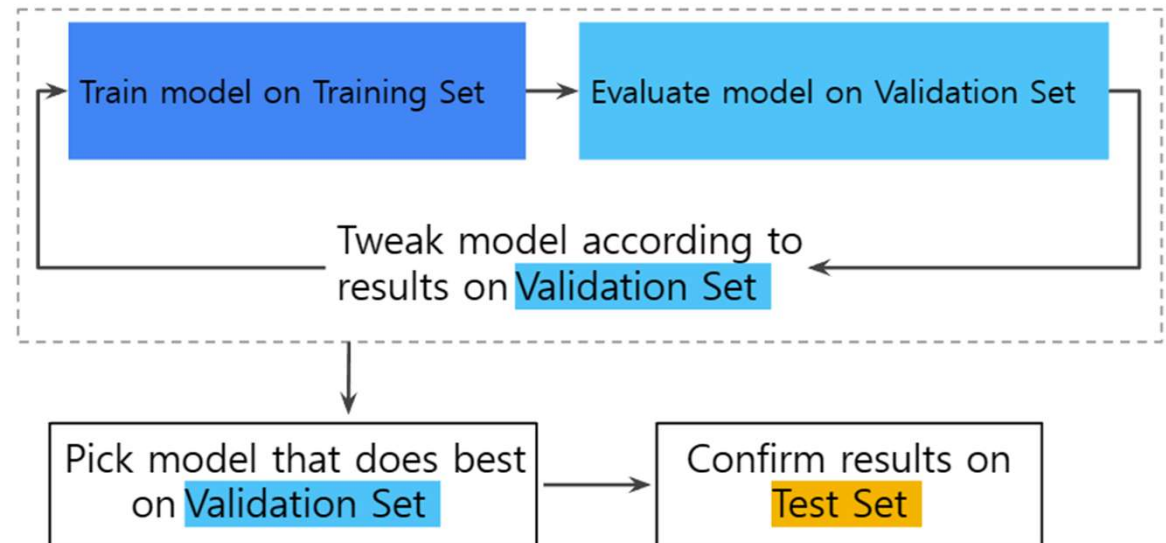 Train model on Training Set
Evaluate model on Validation Set
Tweak model according to
results on Validation Set
Pick model that does best
on Validation Set
Confirm results on
Test Set